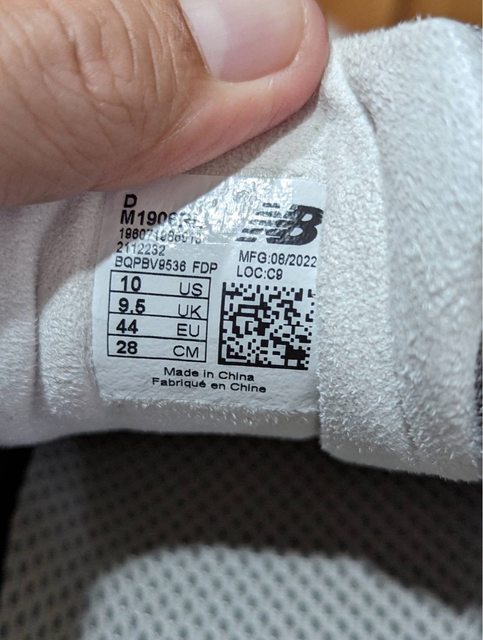 D
NB
2112232
MFG:08/2022
BQPBV9536 FDP
LOC:C9
10 US
9.5 UK
44 EU
28 CM
Made in China
Fabriqué en Chine